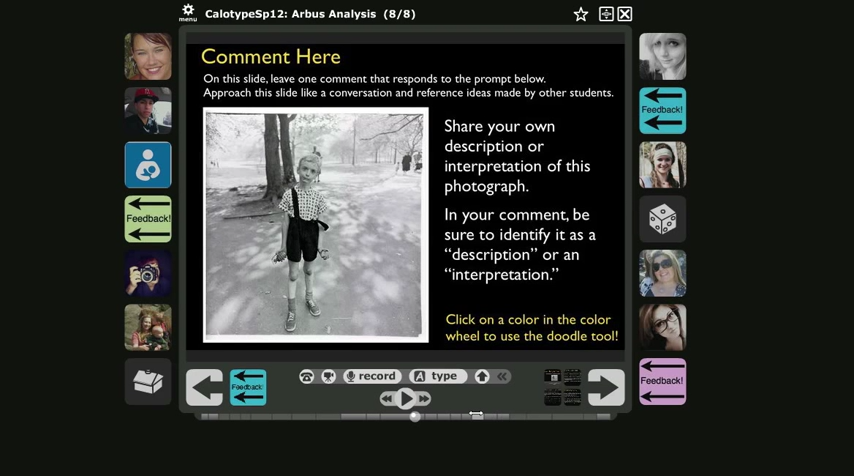 menu
CalotypeSp12: Arbus Analysis (8/8)
Comment Here
On this slide, leave one comment that responds to the prompt below.
Approach this slide like a conversation and reference ideas made by other students.
Share your own
description or
interpretation of this
photograph.
In your comment, be
sure to identify it as a
“description” or an
“interpretation.”
Click on a color in the color
wheel to use the doodle tool!
Feedback!
Feedback!
Feedback!
Feedback!
record
A type